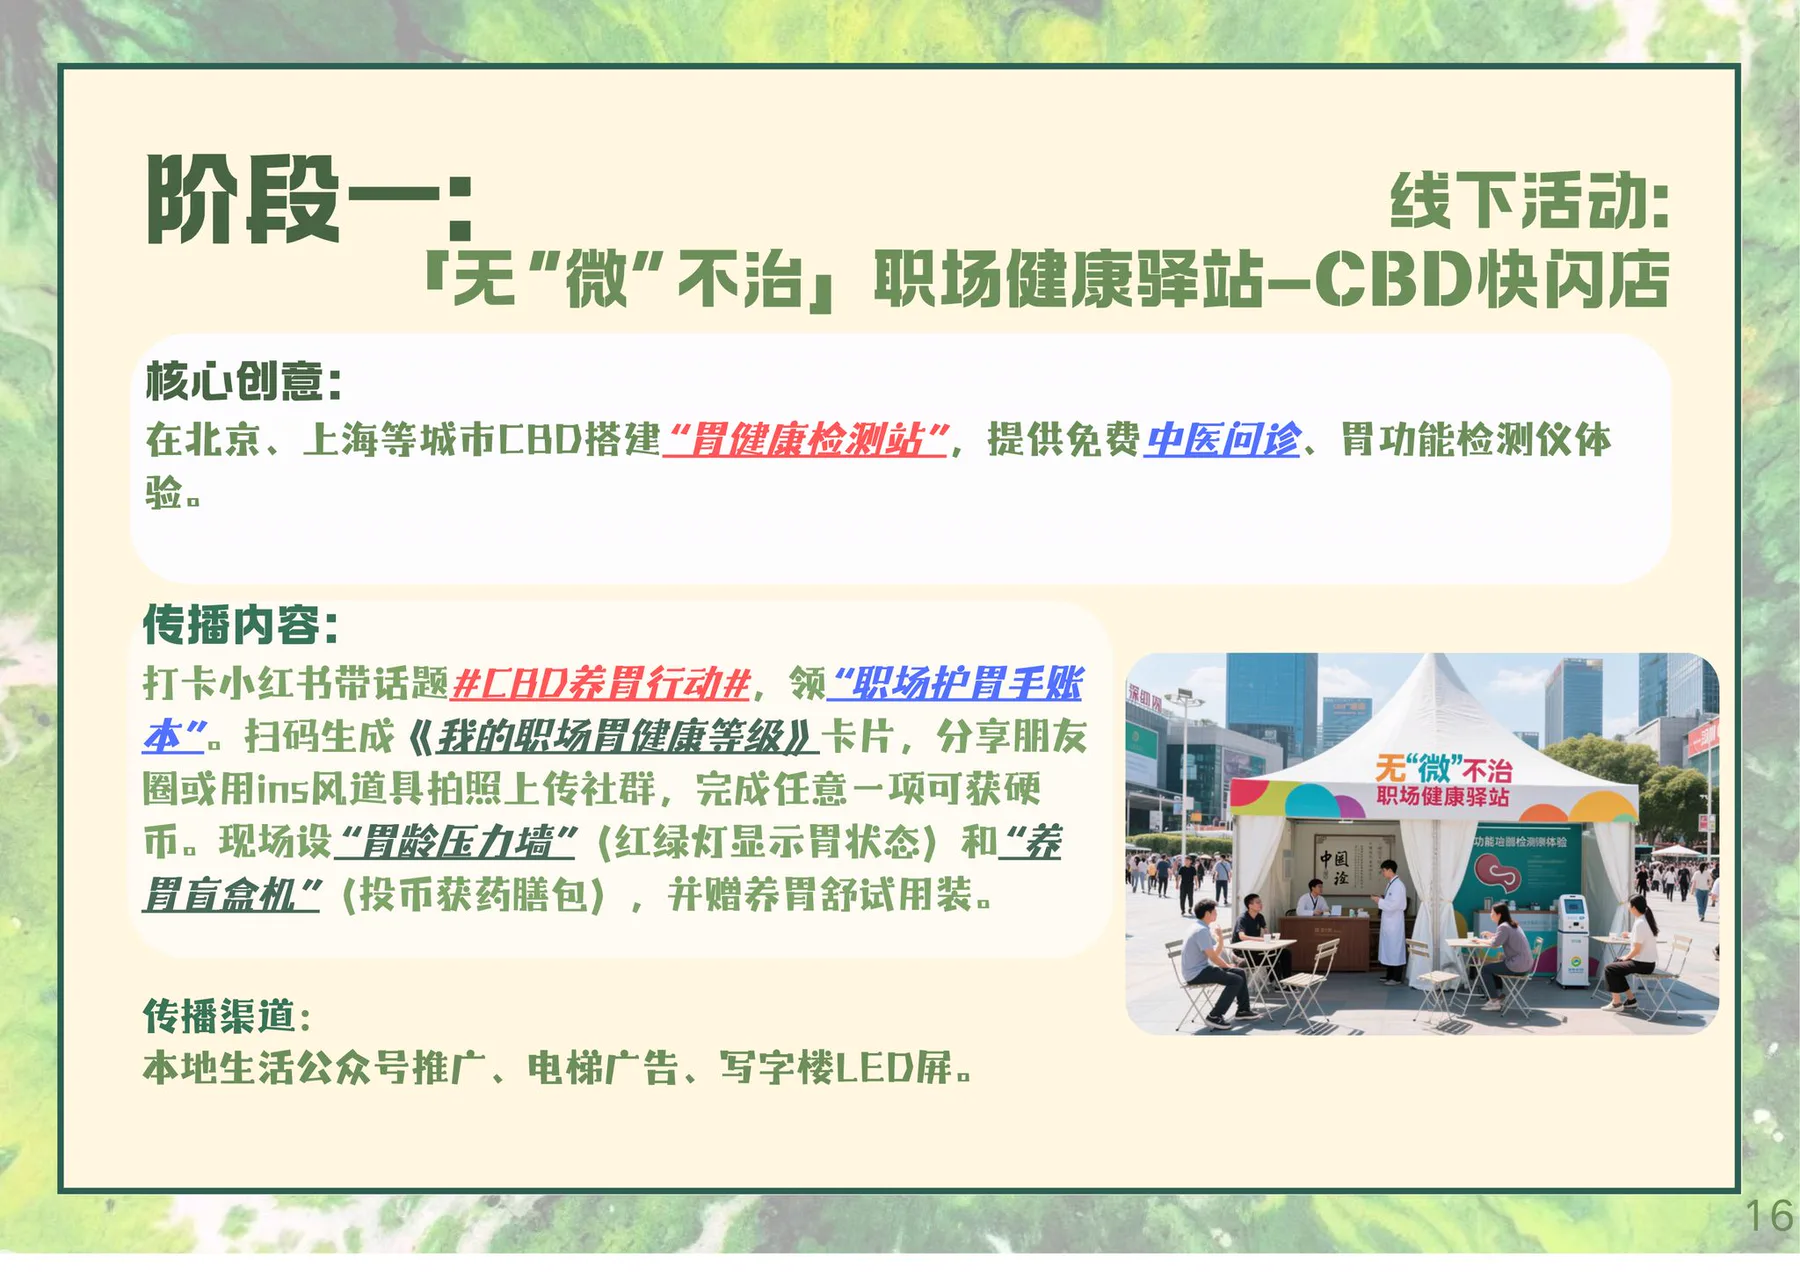 阶段一：
线下活动：
「无“微”不治」职场健康驿站-CBD快闪店
核心创意：
在北京、上海等城市CBD搭建“胃健康检测站”，提供免费中医问诊、胃功能检测仪体
验。
传播内容：
打卡小红书带话题#CBD养胃行动#，领“职场护胃手账
本”。扫码生成《我的职场胃健康等级》卡片，分享朋友
圈或用ins风道具拍照上传社群，完成任意一项可获硬
币。现场设“胃龄压力墙”（红绿灯显示胃状态）和“养
胃盲盒机”（投币获药膳包），并赠养胃舒试用装。
无“微”不治
职场健康驿站
传播渠道：
本地生活公众号推广、电梯广告、写字楼LED屏。
16